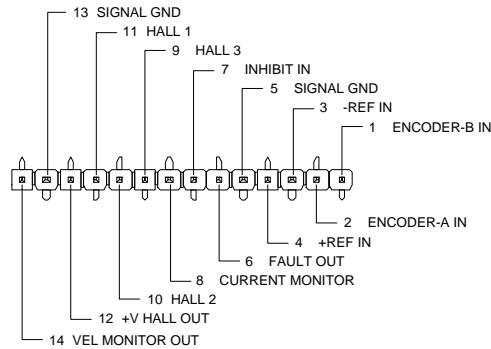 13 SIGNAL GND
11 HALL 1
9 HALL 3
7 INHIBIT IN
5 SIGNAL GND
3 -REF IN
1 ENCODER-B IN
2 ENCODER-A IN
4 +REF IN
6 FAULT OUT
8 CURRENT MONITOR
10 HALL 2
12 +V HALL OUT
14 VEL MONITOR OUT